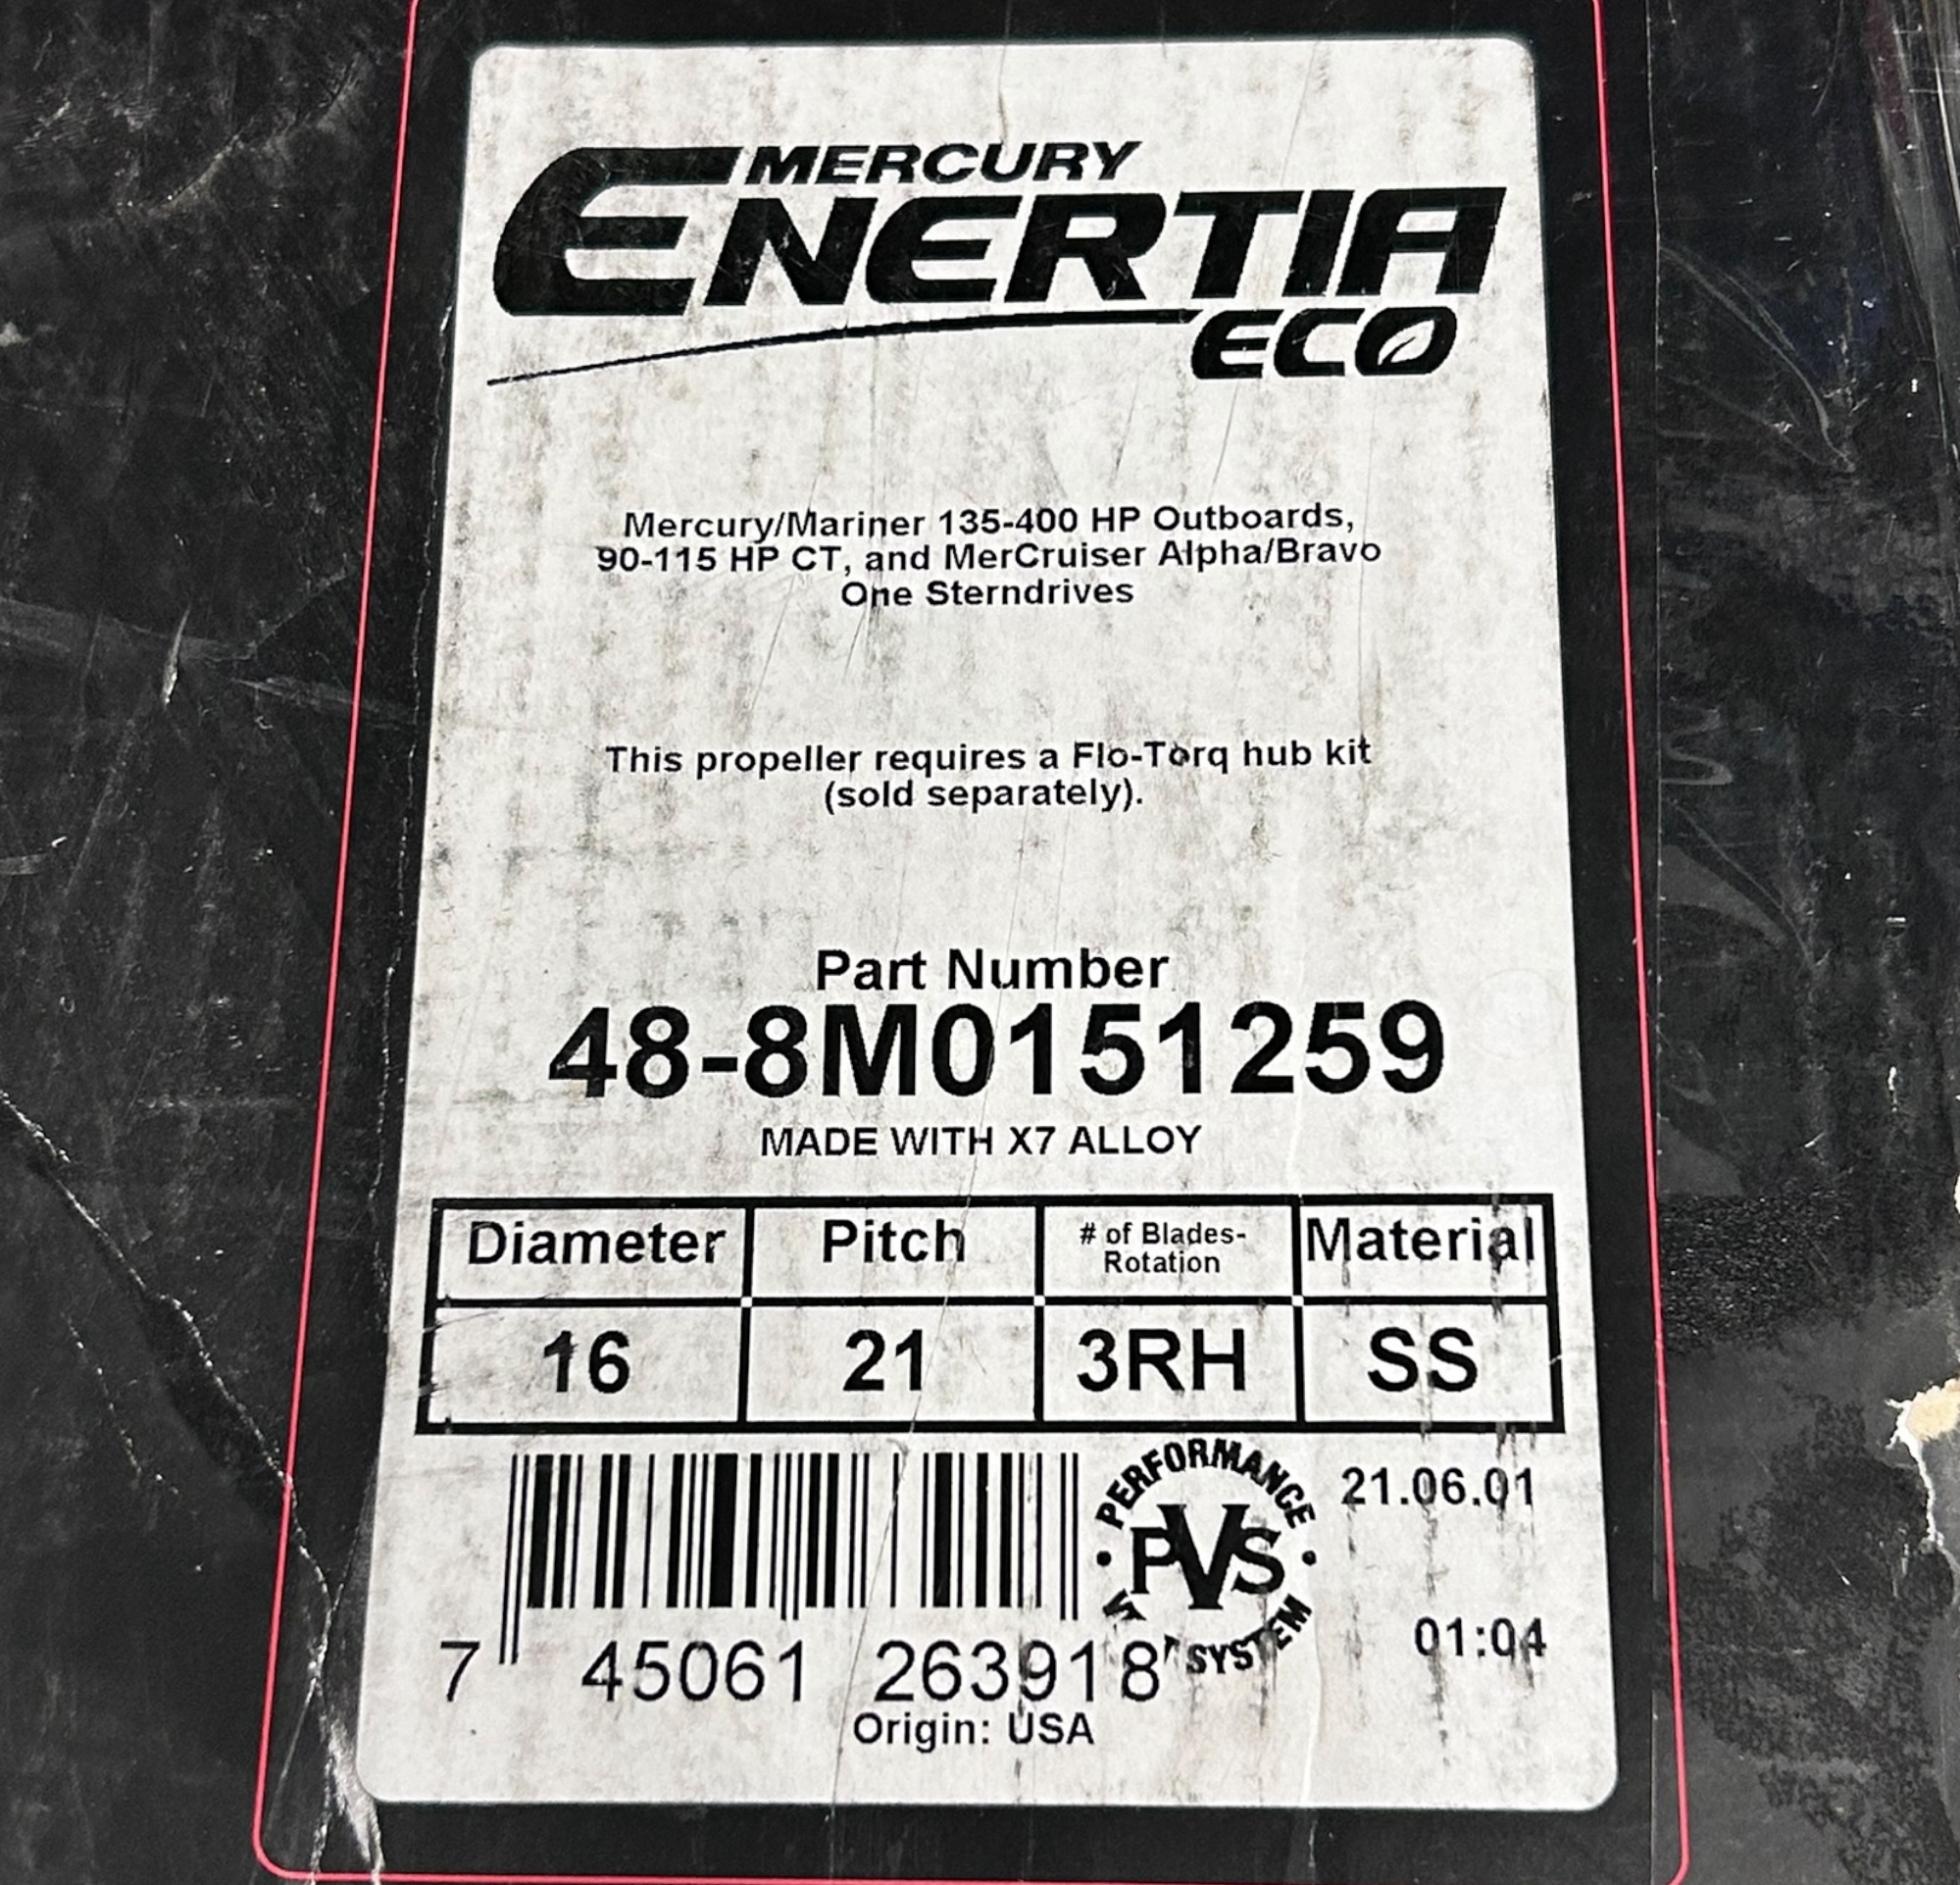 MERCURY
ENERTIA
ECO
Mercury/Mariner 135-400 HP Outboards,
90-115 HP CT, and MerCruiser Alpha/Bravo
One Sterndrives
This propeller requires a Flo-Torq hub kit
(sold separately).
Part Number
48-8M0151259
MADE WITH X7 ALLOY
Diameter Pitch # of Blades- Material
Rotation
16 21 3RH SS
PERFORMANCE
PVS
SYSTEM
21.06.01
01:04
7 45061 263918
Origin: USA